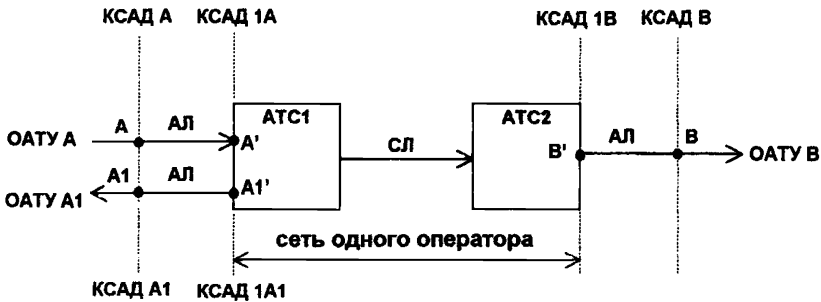 КСАД А КСАД 1А КСАД 1В КСАД В
АТС1 АТС2
ОАТУ А А АЛ А' СЛ В' АЛ В ОАТУ В
ОАТУ А1 А1 АЛ А1'
сеть одного оператора
КСАД А1 КСАД 1А1